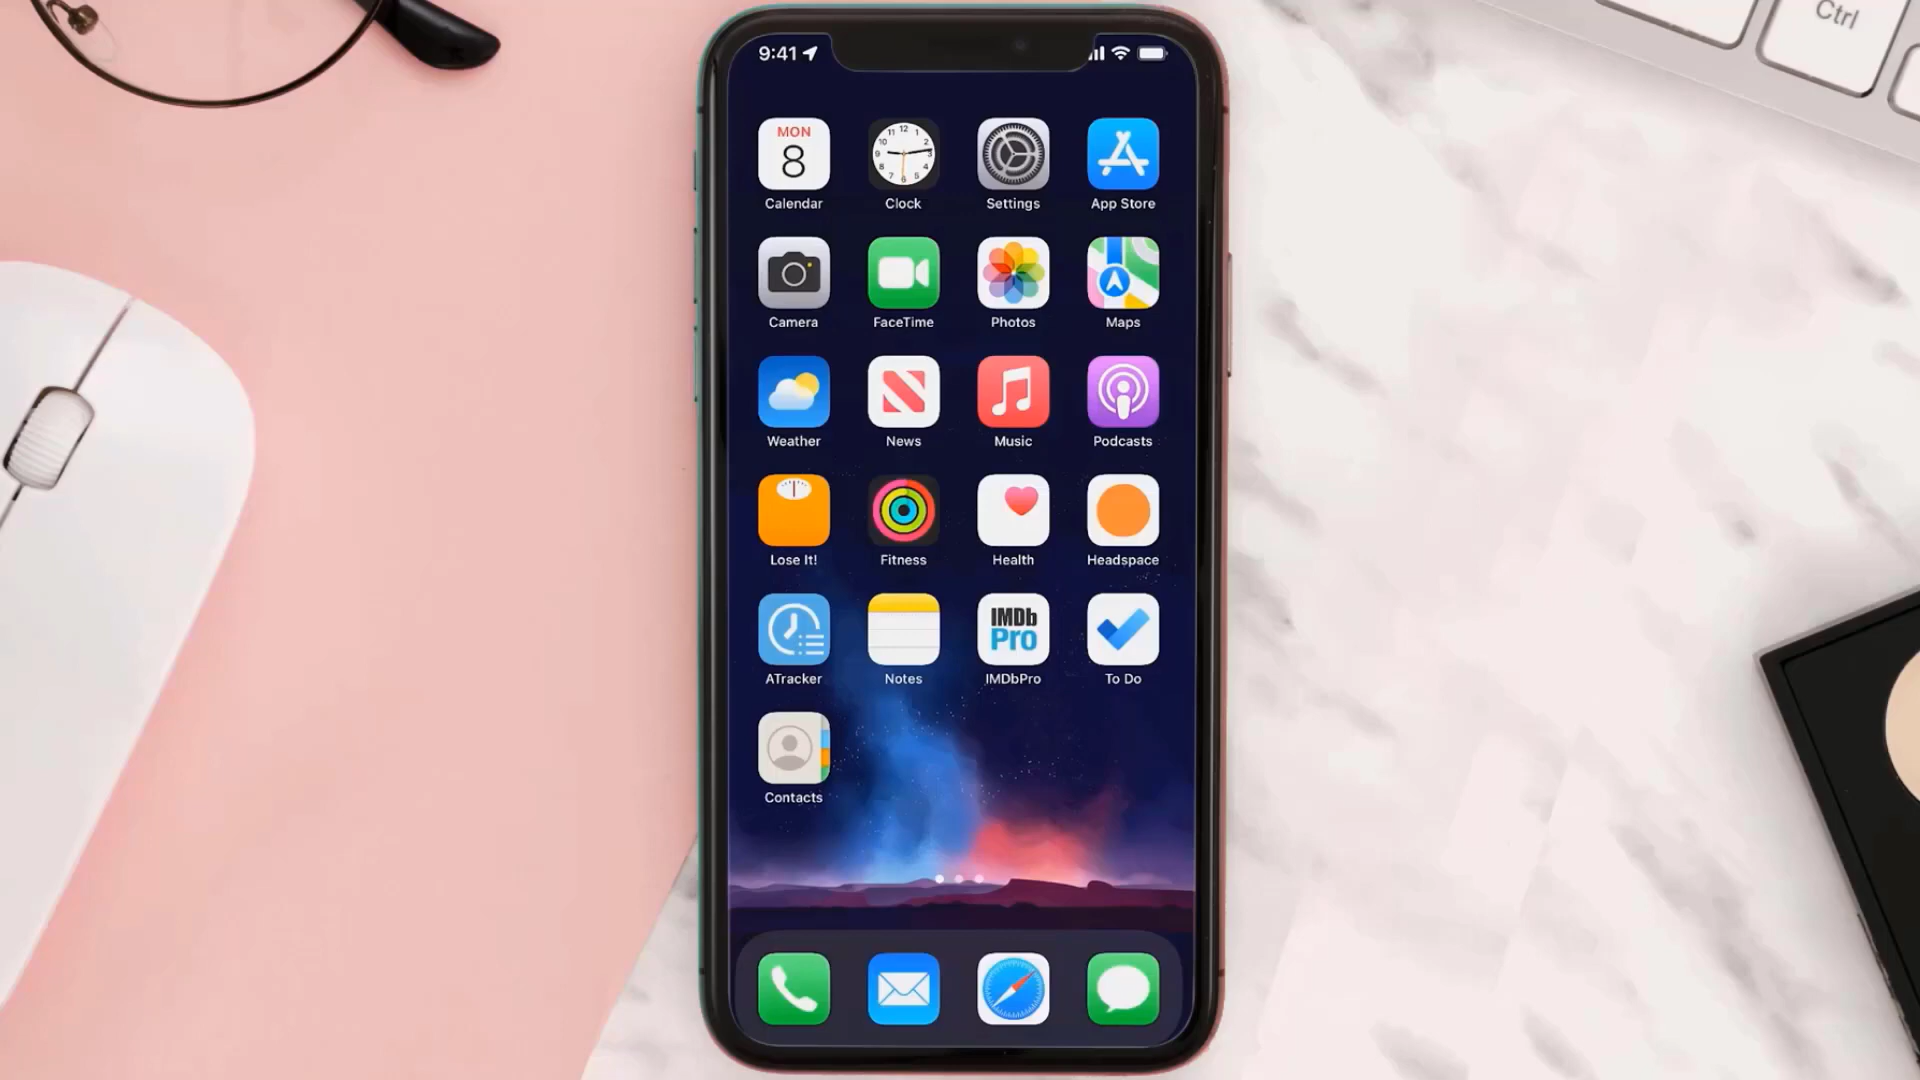 Ctrl
9:41
MON
8
Calendar
Clock
Settings
App Store
Camera
FaceTime
Photos
Maps
Weather
News
Music
Podcasts
Lose It!
Fitness
Health
Headspace
IMDb
Pro
ATracker
Notes
IMDbPro
To Do
Contacts